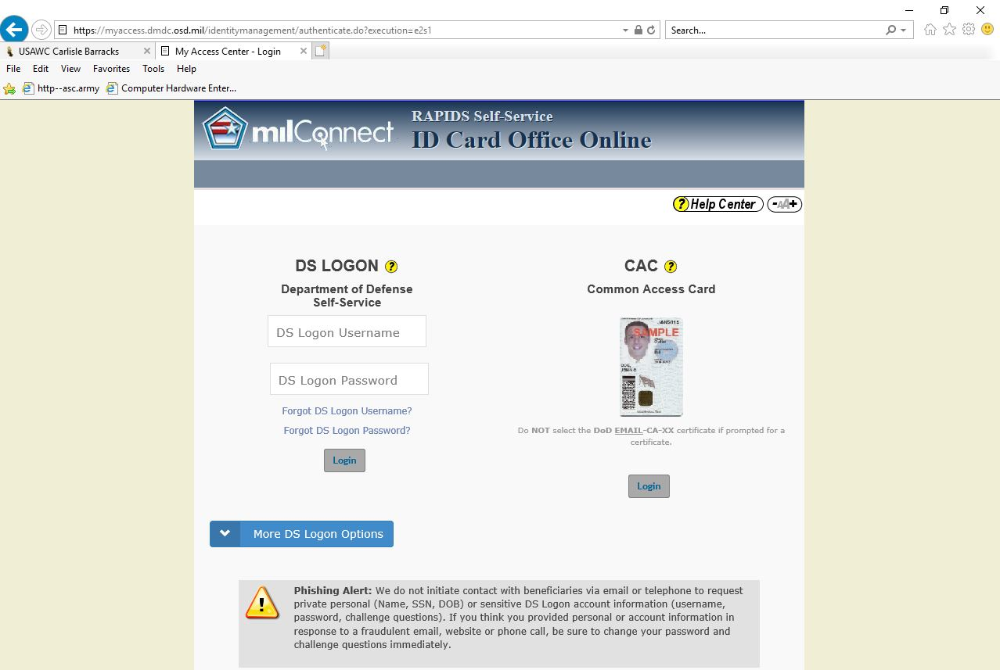 https://myaccess.dmdc.osd.mil/identitymanagement/authenticate.do?execution=e2s1
Search...
USAWC Carlisle Barracks
My Access Center - Login
File Edit View Favorites Tools Help
http--asc.army
Computer Hardware Enter...
milConnect
RAPIDS Self-Service
ID Card Office Online
? Help Center
-AA+
DS LOGON ?
Department of Defense
Self-Service
DS Logon Username
DS Logon Password
Forgot DS Logon Username?
Forgot DS Logon Password?
Login
CAC ?
Common Access Card
JAN2014
SAMPLE
Do NOT select the DoD EMAIL-CA-XX certificate if prompted for a
certificate.
Login
More DS Logon Options
Phishing Alert: We do not initiate contact with beneficiaries via email or telephone to request
private personal (Name, SSN, DOB) or sensitive DS Logon account information (username,
password, challenge questions). If you think you provided personal or account information in
response to a fraudulent email, website or phone call, be sure to change your password and
challenge questions immediately.